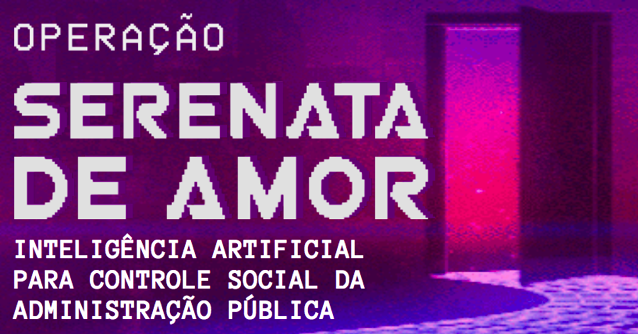 OPERAÇÃO
SERENATA
DE AMOR
INTELIGÊNCIA ARTIFICIAL
PARA CONTROLE SOCIAL DA
ADMINISTRAÇÃO PÚBLICA